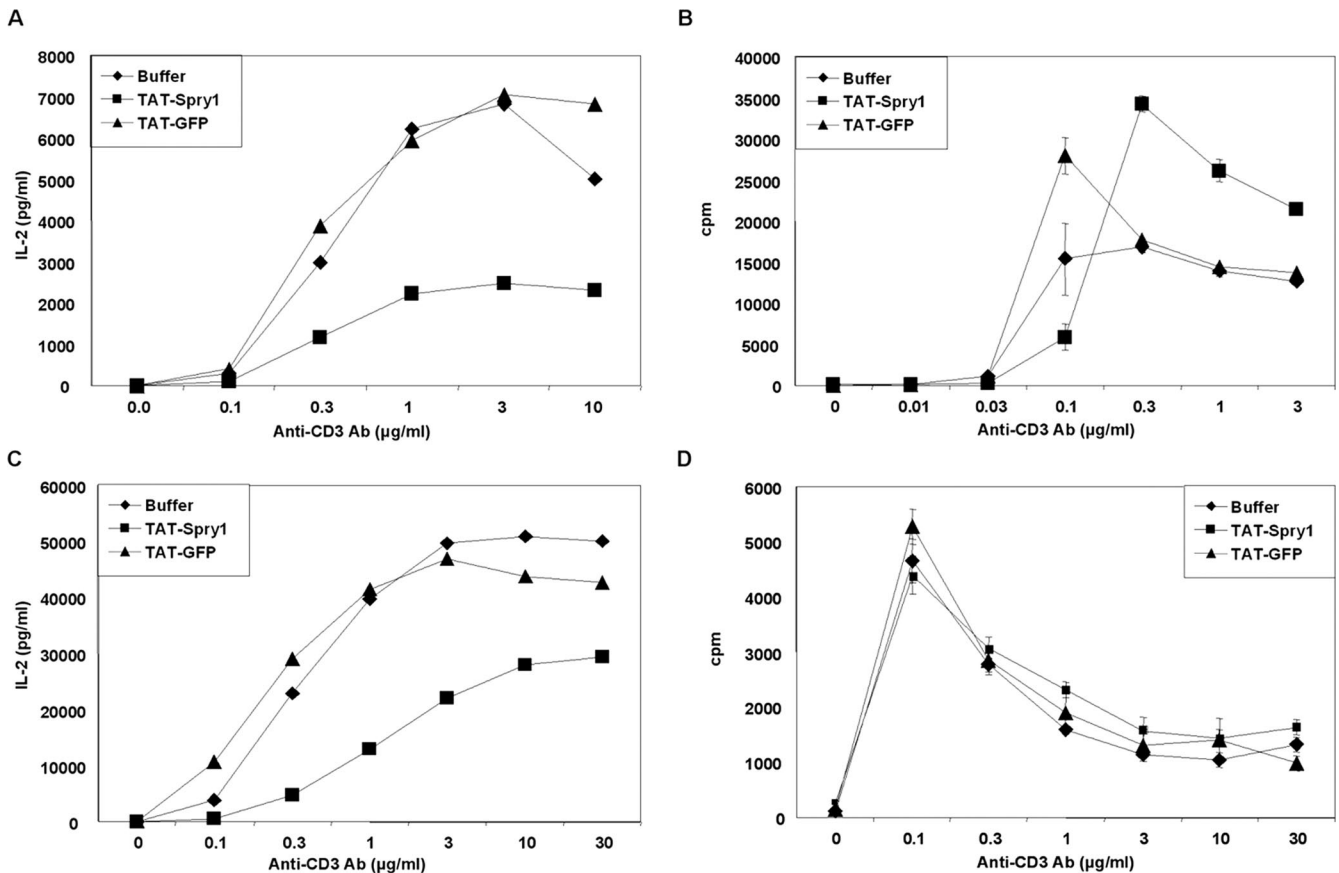 A
8000
7000
6000
5000
4000
3000
2000
1000
0
IL-2 (pg/ml)
Buffer
TAT-Spry1
TAT-GFP
0.0 0.1 0.3 1 3 10
Anti-CD3 Ab (µg/ml)
B
40000
35000
30000
25000
20000
15000
10000
5000
0
cpm
Buffer
TAT-Spry1
TAT-GFP
0 0.01 0.03 0.1 0.3 1 3
Anti-CD3 Ab (µg/ml)
C
60000
50000
40000
30000
20000
10000
0
IL-2 (pg/ml)
Buffer
TAT-Spry1
TAT-GFP
0 0.1 0.3 1 3 10 30
Anti-CD3 Ab (µg/ml)
D
6000
5000
4000
3000
2000
1000
0
cpm
Buffer
TAT-Spry1
TAT-GFP
0 0.1 0.3 1 3 10 30
Anti-CD3 Ab (µg/ml)